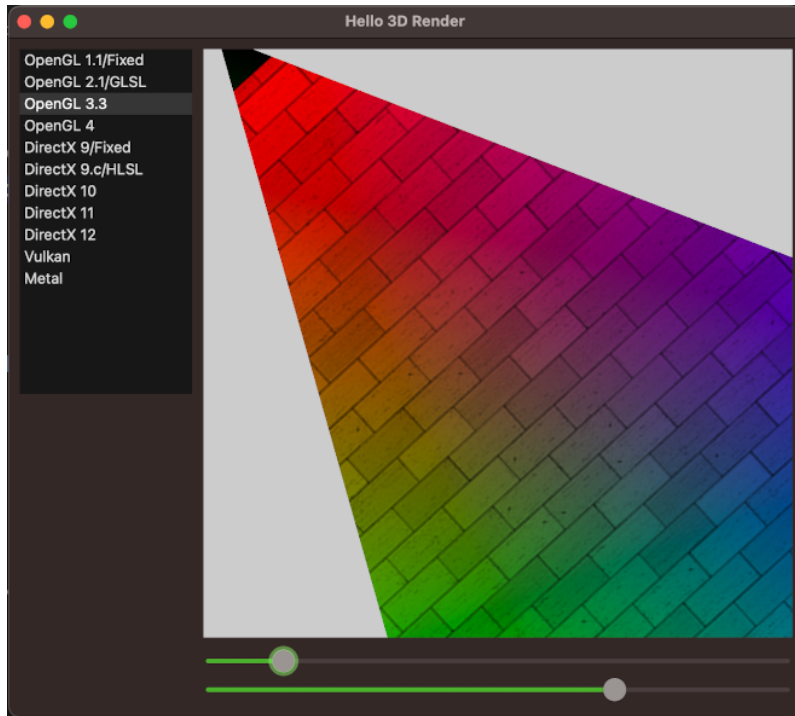 Hello 3D Render
OpenGL 1.1/Fixed
OpenGL 2.1/GLSL
OpenGL 3.3
OpenGL 4
DirectX 9/Fixed
DirectX 9.c/HLSL
DirectX 10
DirectX 11
DirectX 12
Vulkan
Metal